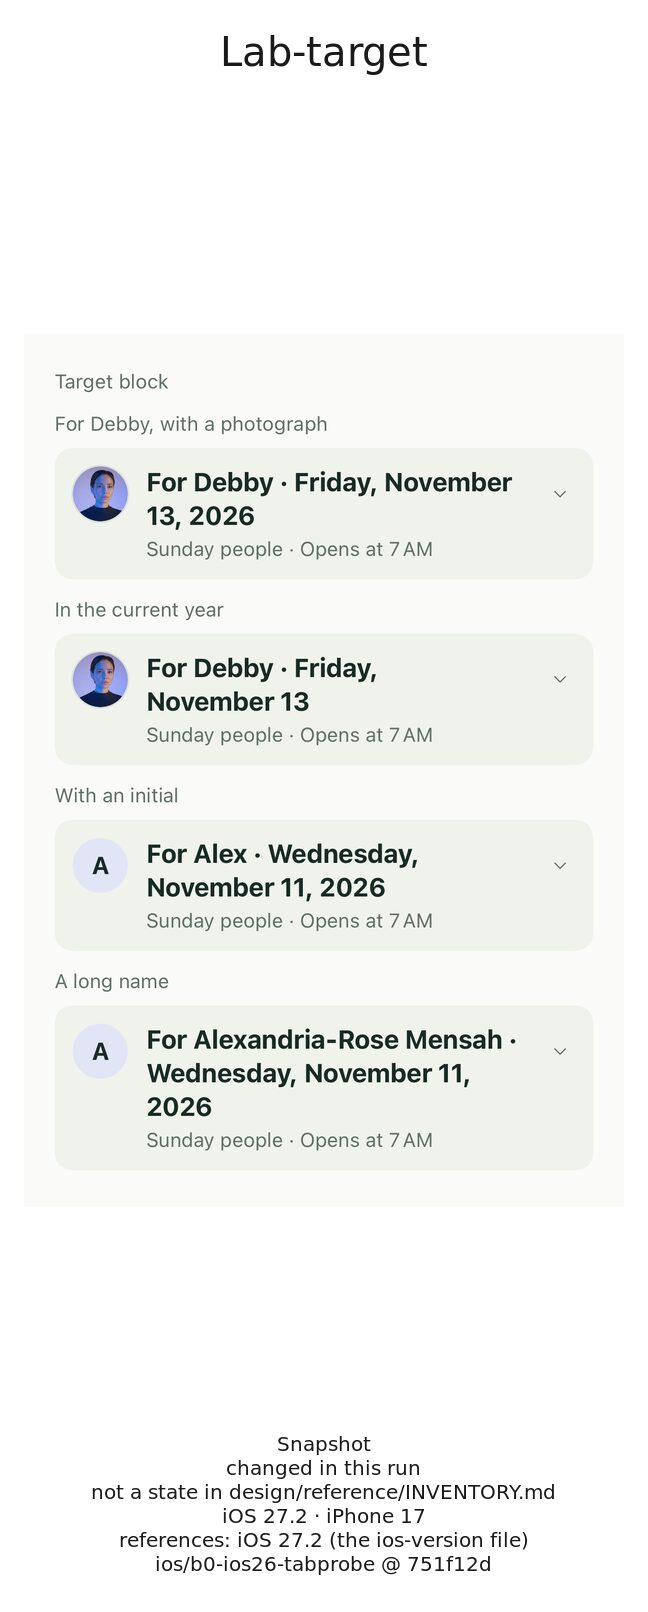 Lab-target
Target block
For Debby, with a photograph
For Debby · Friday, November
13, 2026
Sunday people · Opens at 7 AM
In the current year
For Debby · Friday,
November 13
Sunday people · Opens at 7 AM
With an initial
A
For Alex · Wednesday,
November 11, 2026
Sunday people · Opens at 7 AM
A long name
A
For Alexandria-Rose Mensah ·
Wednesday, November 11,
2026
Sunday people · Opens at 7 AM
Snapshot
changed in this run
not a state in design/reference/INVENTORY.md
iOS 27.2 · iPhone 17
references: iOS 27.2 (the ios-version file)
ios/b0-ios26-tabprobe @ 751f12d